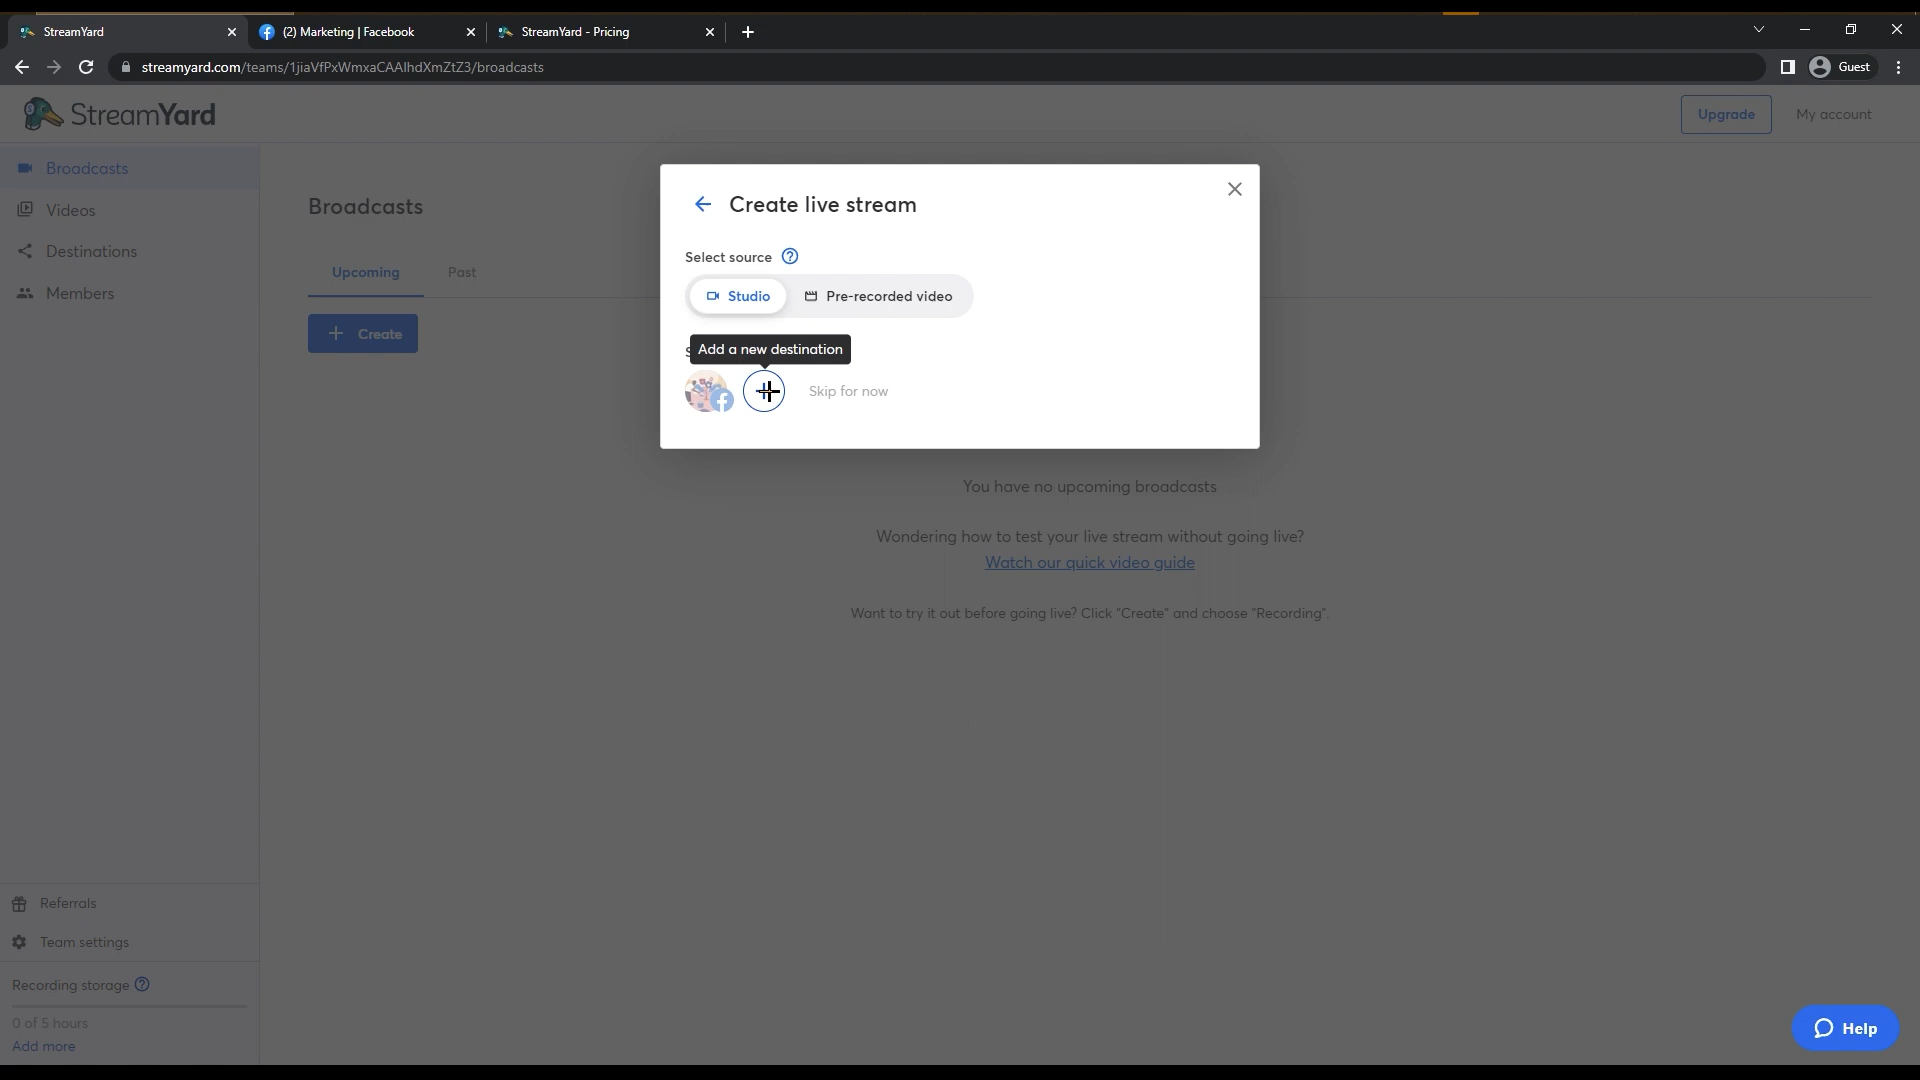 StreamYard
(2) Marketing | Facebook
StreamYard - Pricing
streamyard.com/teams/1jiaVfPxWmxaCAAlhdXmZtZ3/broadcasts
Guest
StreamYard
Upgrade
My account
Broadcasts
Videos
Destinations
Members
Broadcasts
Upcoming
Past
Create
Create live stream
Select source
Studio
Pre-recorded video
Add a new destination
Skip for now
You have no upcoming broadcasts
Wondering how to test your live stream without going live?
Watch our quick video guide
Want to try it out before going live? Click "Create" and choose "Recording".
Referrals
Team settings
Recording storage
0 of 5 hours
Add more
Help